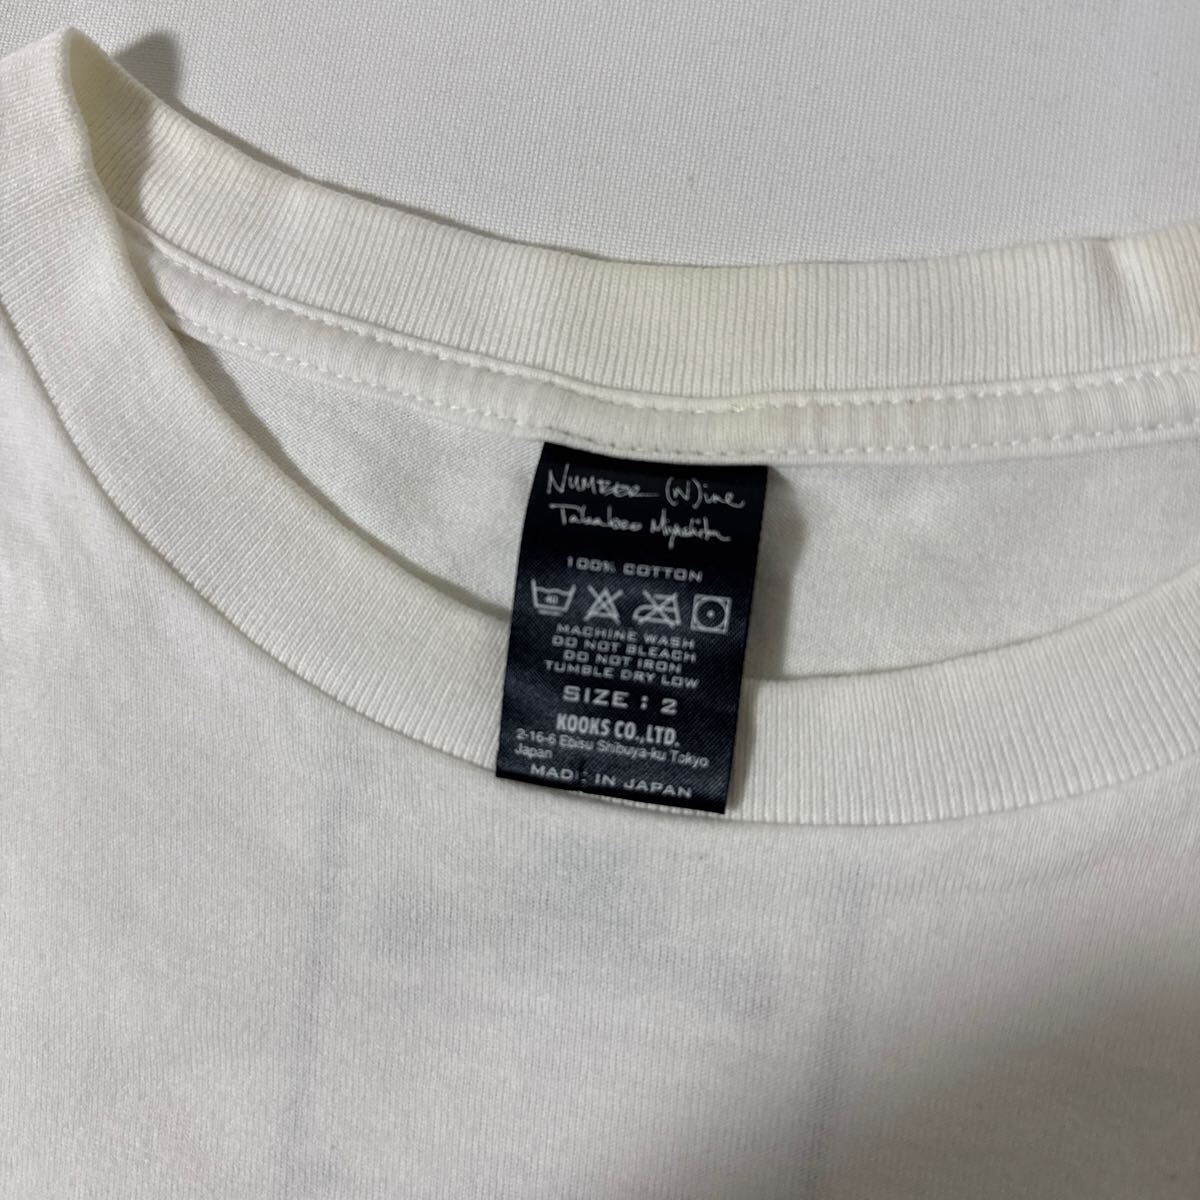 NUMBER (N)ine
Takahiro Miyashita
100% COTTON
40
MACHINE WASH
DO NOT BLEACH
DO NOT IRON
TUMBLE DRY LOW
SIZE : 2
KOOKS CO.,LTD.
2-16-6 Ebisu Shibuya-ku Tokyo
Japan
MADE IN JAPAN